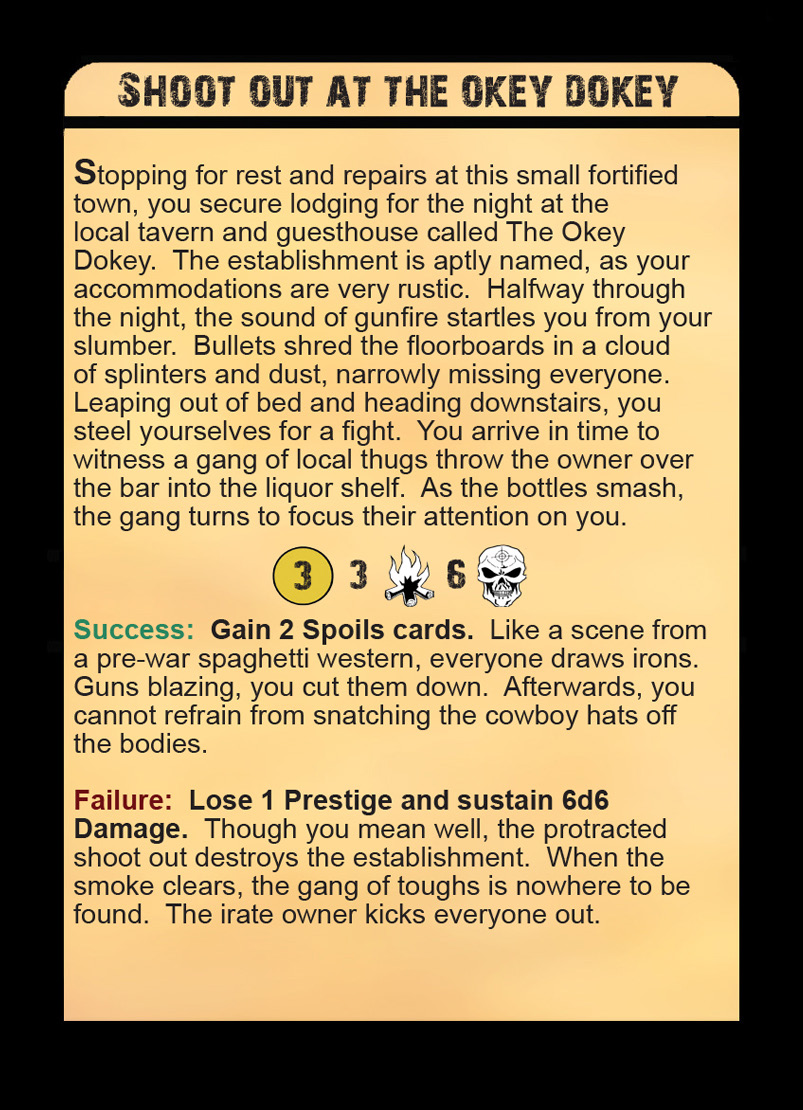 SHOOT OUT AT THE OKEY DOKEY
Stopping for rest and repairs at this small fortified
town, you secure lodging for the night at the
local tavern and guesthouse called The Okey
Dokey.  The establishment is aptly named, as your
accommodations are very rustic.  Halfway through
the night, the sound of gunfire startles you from your
slumber.  Bullets shred the floorboards in a cloud
of splinters and dust, narrowly missing everyone.
Leaping out of bed and heading downstairs, you
steel yourselves for a fight.  You arrive in time to
witness a gang of local thugs throw the owner over
the bar into the liquor shelf.  As the bottles smash,
the gang turns to focus their attention on you.
3 3 6
Success:  Gain 2 Spoils cards.  Like a scene from
a pre-war spaghetti western, everyone draws irons.
Guns blazing, you cut them down.  Afterwards, you
cannot refrain from snatching the cowboy hats off
the bodies.
Failure:  Lose 1 Prestige and sustain 6d6
Damage.  Though you mean well, the protracted
shoot out destroys the establishment.  When the
smoke clears, the gang of toughs is nowhere to be
found.  The irate owner kicks everyone out.